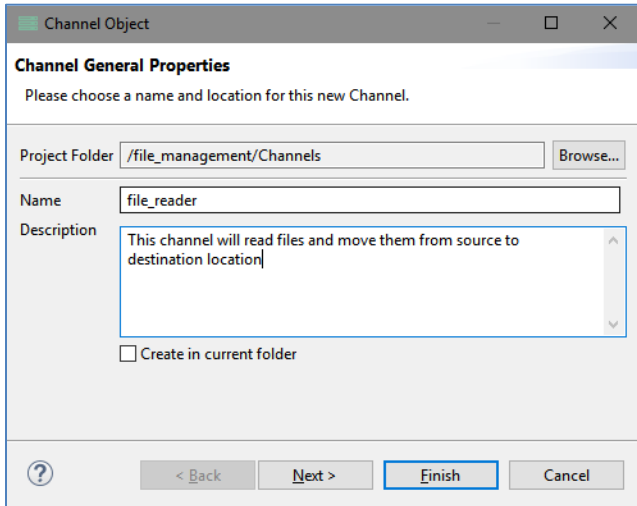 Channel Object
Channel General Properties
Please choose a name and location for this new Channel.
Project Folder /file_management/Channels Browse...
Name file_reader
Description This channel will read files and move them from source to
destination location
Create in current folder
? < Back Next > Finish Cancel